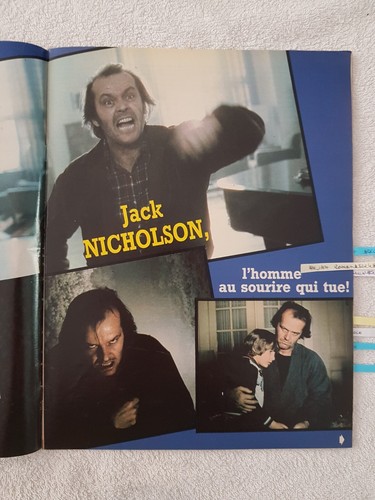 Jack
NICHOLSON,
l'homme
au sourire qui tue!